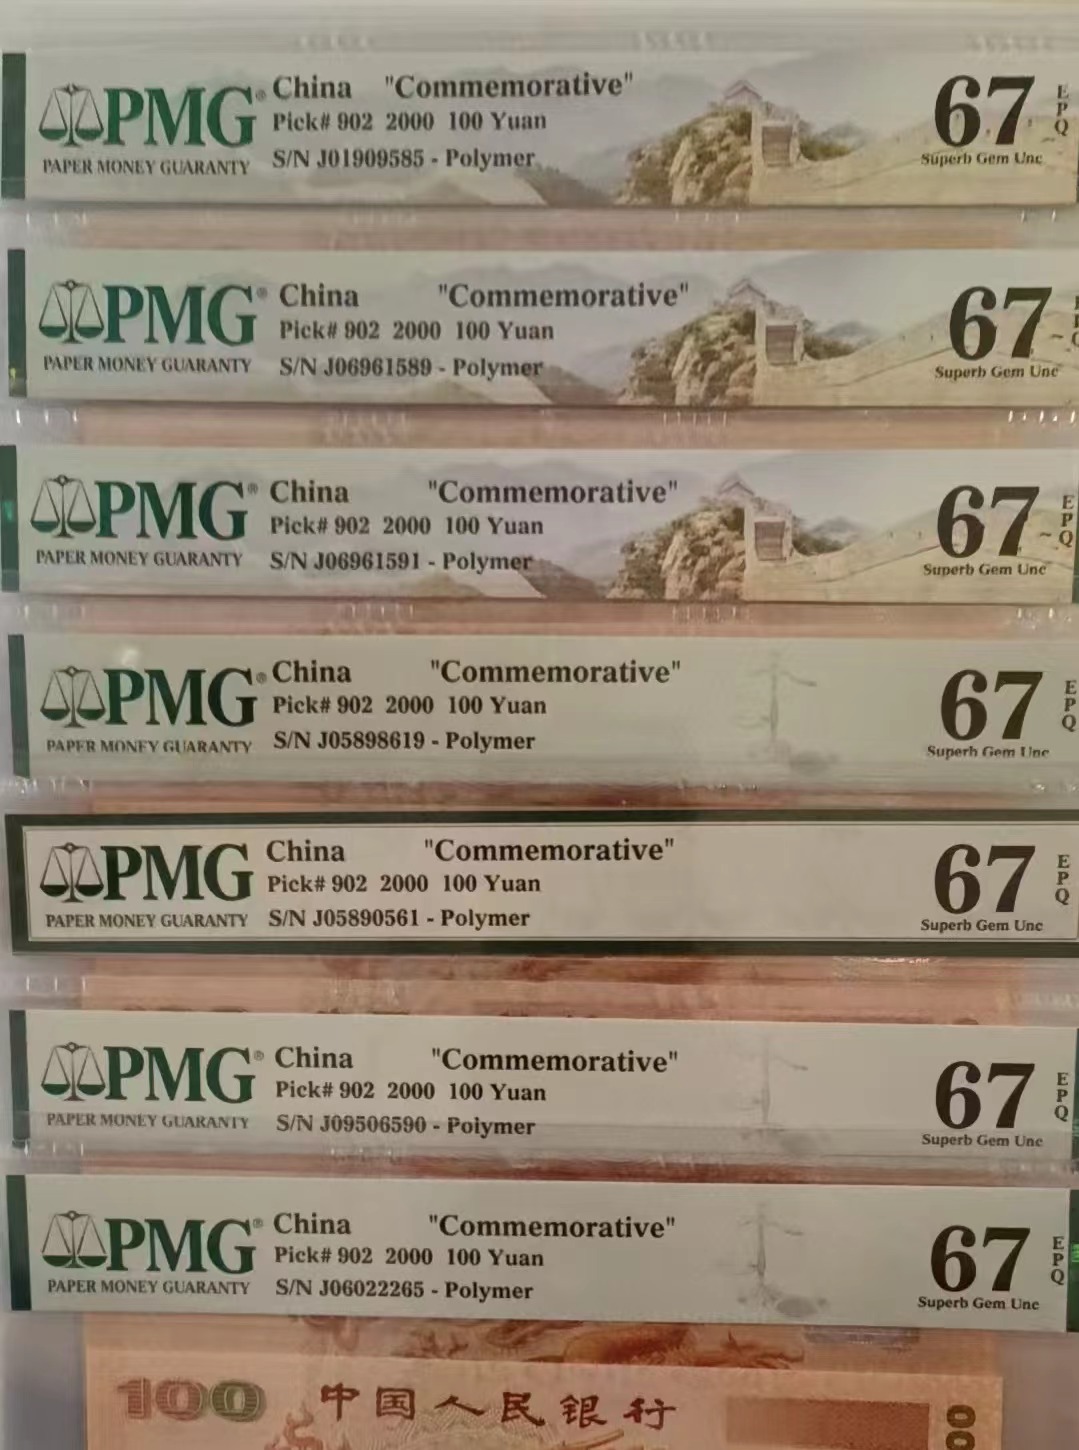 PMG® China "Commemorative" 67 EPQ
Pick# 902 2000 100 Yuan
PAPER MONEY GUARANTY S/N J01909585 - Polymer Superb Gem Unc
PMG® China "Commemorative" 67
Pick# 902 2000 100 Yuan
PAPER MONEY GUARANTY S/N J06961589 - Polymer Superb Gem Unc
PMG® China "Commemorative" 67 EPQ
Pick# 902 2000 100 Yuan
PAPER MONEY GUARANTY S/N J06961591 - Polymer Superb Gem Unc
PMG® China "Commemorative" 67 EPQ
Pick# 902 2000 100 Yuan
PAPER MONEY GUARANTY S/N J05898619 - Polymer Superb Gem Unc
PMG China "Commemorative" 67 EPQ
Pick# 902 2000 100 Yuan
PAPER MONEY GUARANTY S/N J05890561 - Polymer Superb Gem Unc
PMG® China "Commemorative" 67 EPQ
Pick# 902 2000 100 Yuan
PAPER MONEY GUARANTY S/N J09506590 - Polymer Superb Gem Unc
PMG® China "Commemorative" 67 EPQ
Pick# 902 2000 100 Yuan
PAPER MONEY GUARANTY S/N J06022265 - Polymer Superb Gem Unc
100 中国人民银行